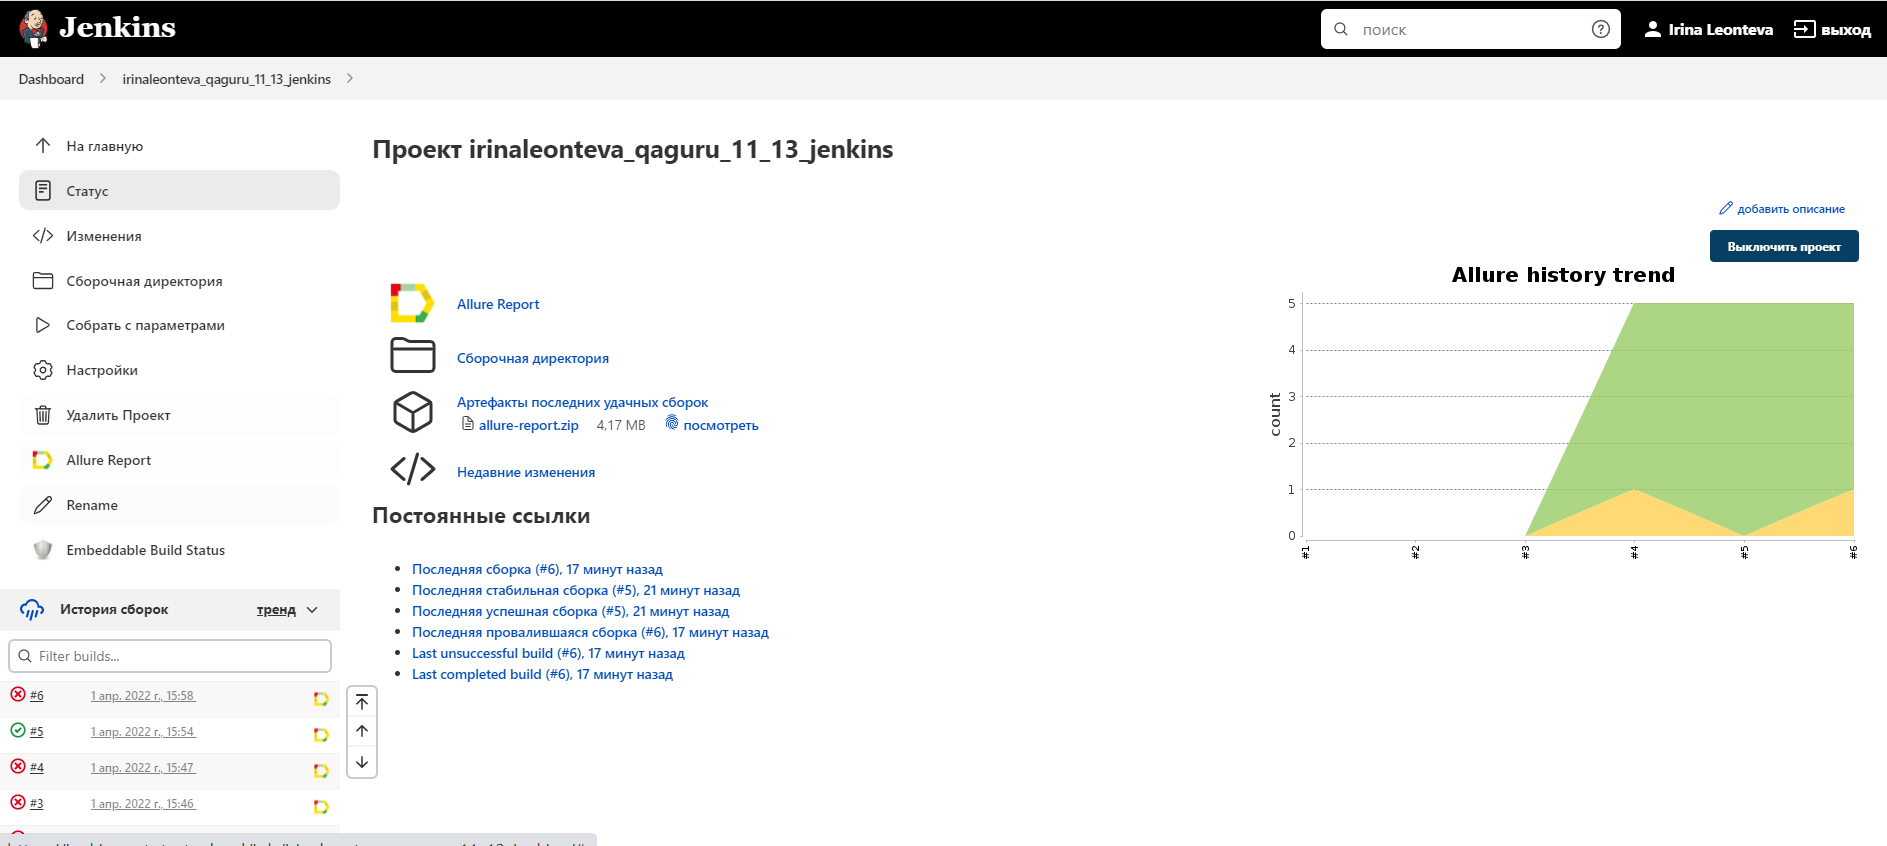 Jenkins
поиск
Irina Leonteva
выход
Dashboard
irinaleonteva_qaguru_11_13_jenkins
На главную
Статус
Изменения
Сборочная директория
Собрать с параметрами
Настройки
Удалить Проект
Allure Report
Rename
Embeddable Build Status
История сборок
тренд
Filter builds...
#6 1 апр. 2022 г., 15:58
#5 1 апр. 2022 г., 15:54
#4 1 апр. 2022 г., 15:47
#3 1 апр. 2022 г., 15:46
Проект irinaleonteva_qaguru_11_13_jenkins
добавить описание
Выключить проект
Allure Report
Сборочная директория
Артефакты последних удачных сборок
allure-report.zip 4,17 MB посмотреть
Недавние изменения
Постоянные ссылки
Последняя сборка (#6), 17 минут назад
Последняя стабильная сборка (#5), 21 минут назад
Последняя успешная сборка (#5), 21 минут назад
Последняя провалившаяся сборка (#6), 17 минут назад
Last unsuccessful build (#6), 17 минут назад
Last completed build (#6), 17 минут назад
Allure history trend
count
5
4
3
2
1
0
#1
#2
#3
#4
#5
#6